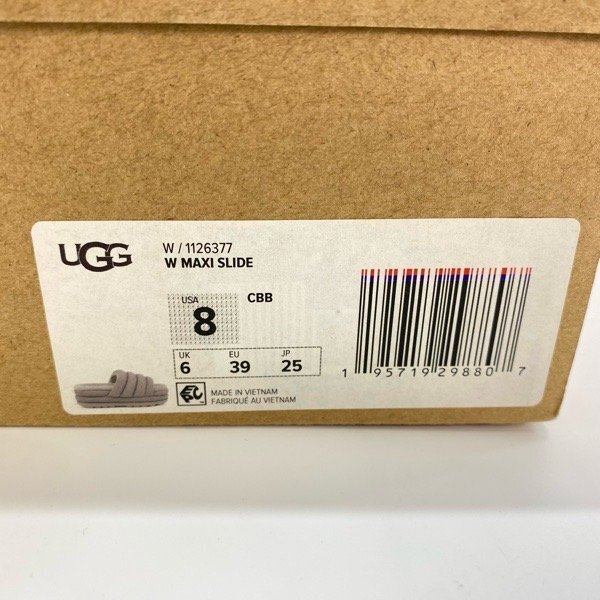 UGG
W / 1126377
W MAXI SLIDE
USA
8
CBB
UK
6
EU
39
JP
25
MADE IN VIETNAM
FABRIQUÉ AU VIETNAM
1 95719 29880 7